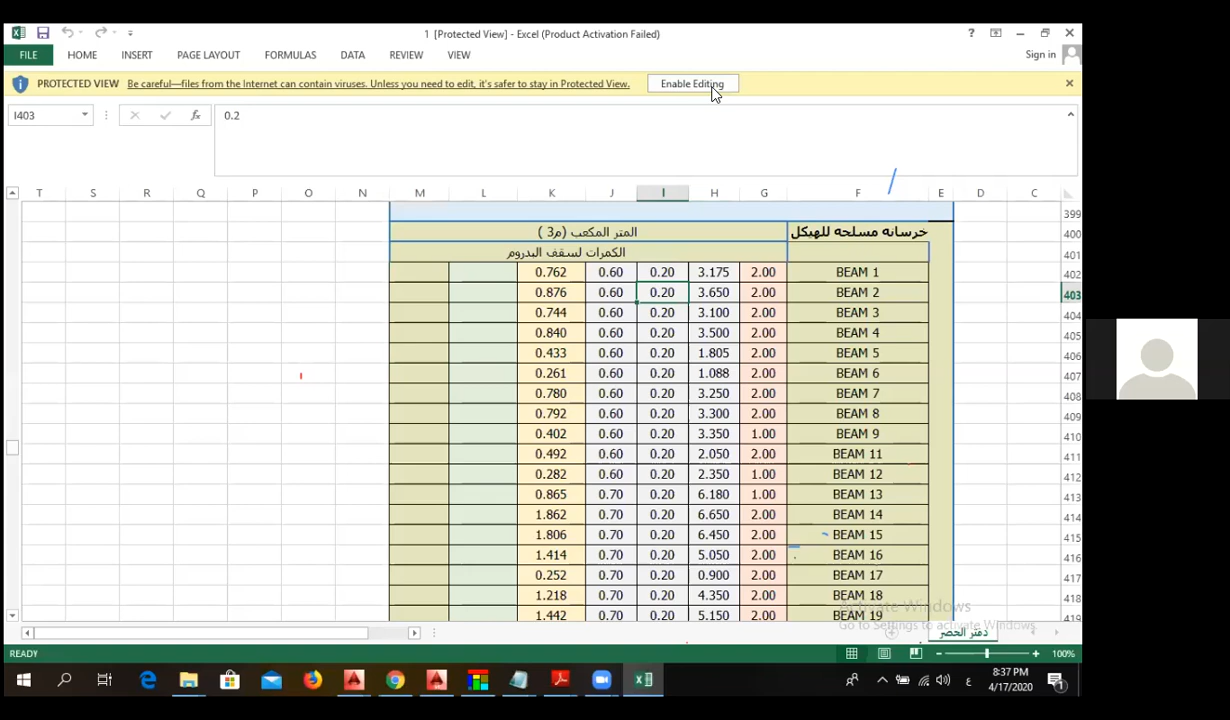 1 [Protected View] - Excel (Product Activation Failed)
FILE HOME INSERT PAGE LAYOUT FORMULAS DATA REVIEW VIEW Sign in
PROTECTED VIEW Be careful—files from the Internet can contain viruses. Unless you need to edit, it's safer to stay in Protected View. Enable Editing
I403 fx 0.2
T S R Q P O N M L K J I H G F E D C
399
المتر المكعب (م3 ) خرسانه مسلحه للهيكل 400
الكمرات لسقف البدروم 401
0.762 0.60 0.20 3.175 2.00 BEAM 1 402
0.876 0.60 0.20 3.650 2.00 BEAM 2 403
0.744 0.60 0.20 3.100 2.00 BEAM 3 404
0.840 0.60 0.20 3.500 2.00 BEAM 4 405
0.433 0.60 0.20 1.805 2.00 BEAM 5 406
0.261 0.60 0.20 1.088 2.00 BEAM 6 407
0.780 0.60 0.20 3.250 2.00 BEAM 7 408
0.792 0.60 0.20 3.300 2.00 BEAM 8 409
0.402 0.60 0.20 3.350 1.00 BEAM 9 410
0.492 0.60 0.20 2.050 2.00 BEAM 11 411
0.282 0.60 0.20 2.350 1.00 BEAM 12 412
0.865 0.70 0.20 6.180 1.00 BEAM 13 413
1.862 0.70 0.20 6.650 2.00 BEAM 14 414
1.806 0.70 0.20 6.450 2.00 BEAM 15 415
1.414 0.70 0.20 5.050 2.00 BEAM 16 416
0.252 0.70 0.20 0.900 2.00 BEAM 17 417
1.218 0.70 0.20 4.350 2.00 BEAM 18 418
1.442 0.70 0.20 5.150 2.00 BEAM 19 419
Activate Windows
Go to Settings to activate Windows.
دفتر الحصر
READY 100%
8:37 PM
ع
4/17/2020
1